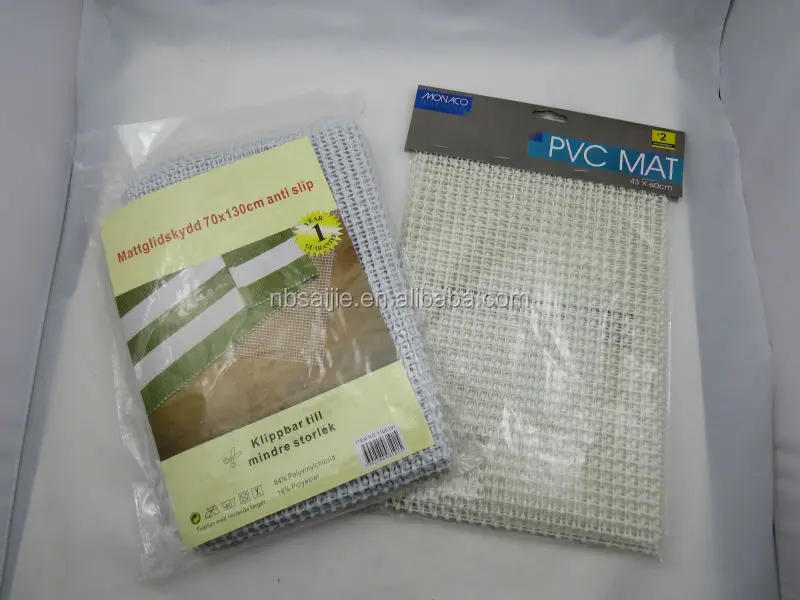 Mattglidskydd 70x130cm anti slip
YEAR
1
GUARANTEE
Klippbar till
mindre storlek
84% Polyvinylchlorid
16% Polyester
MONACO
£2
PVC MAT
43 X 60cm
nbsaijie.en.alibaba.com